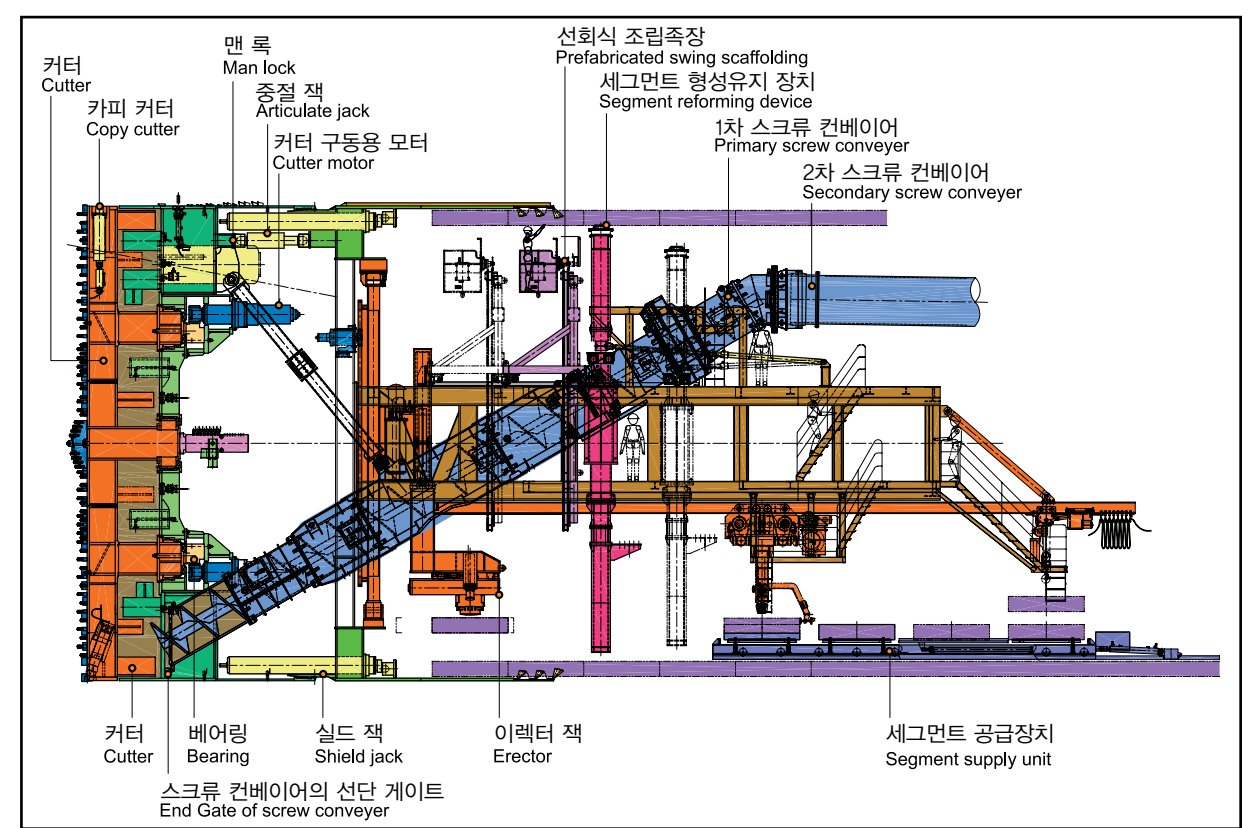 커터
Cutter
카피 커터
Copy cutter
맨 록
Man lock
중절 잭
Articulate jack
커터 구동용 모터
Cutter motor
선회식 조립족장
Prefabricated swing scaffolding
세그먼트 형성유지 장치
Segment reforming device
1차 스크류 컨베이어
Primary screw conveyer
2차 스크류 컨베이어
Secondary screw conveyer
커터
Cutter
베어링
Bearing
실드 잭
Shield jack
이렉터 잭
Erector
세그먼트 공급장치
Segment supply unit
스크류 컨베이어의 선단 게이트
End Gate of screw conveyer